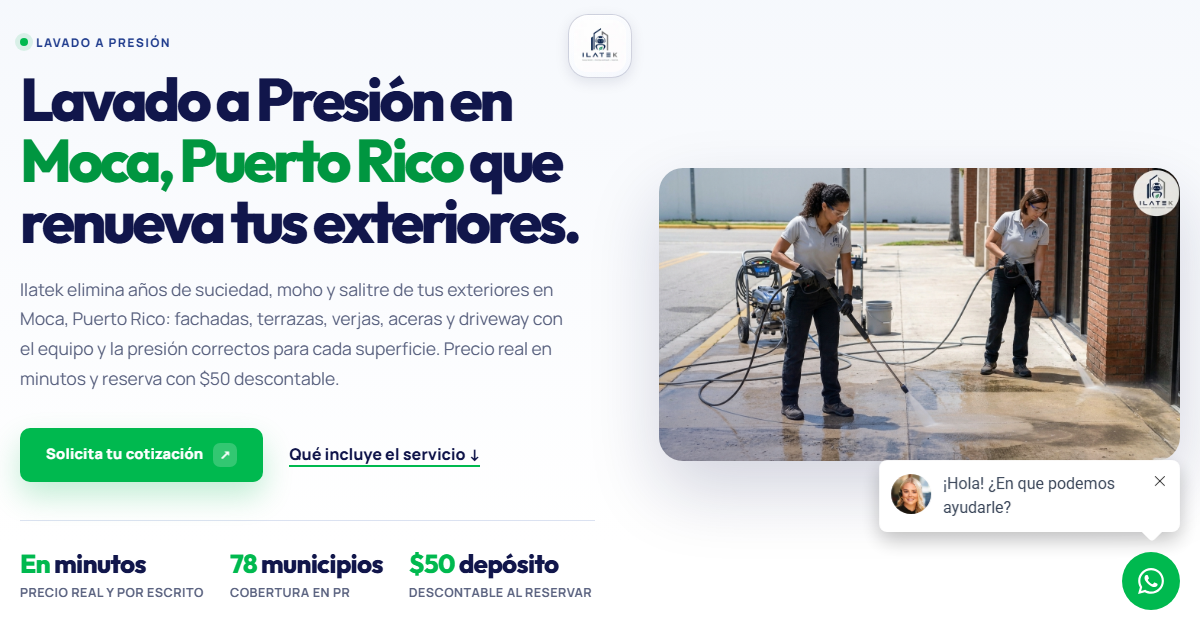 LAVADO A PRESIÓN
ILATEK
Lavado a Presión en
Moca, Puerto Rico que
renueva tus exteriores.
Ilatek elimina años de suciedad, moho y salitre de tus exteriores en
Moca, Puerto Rico: fachadas, terrazas, verjas, aceras y driveway con
el equipo y la presión correctos para cada superficie. Precio real en
minutos y reserva con $50 descontable.
Solicita tu cotización ↗
Qué incluye el servicio ↓
En minutos
PRECIO REAL Y POR ESCRITO
78 municipios
COBERTURA EN PR
$50 depósito
DESCONTABLE AL RESERVAR
ILATEK
¡Hola! ¿En que podemos
ayudarle?